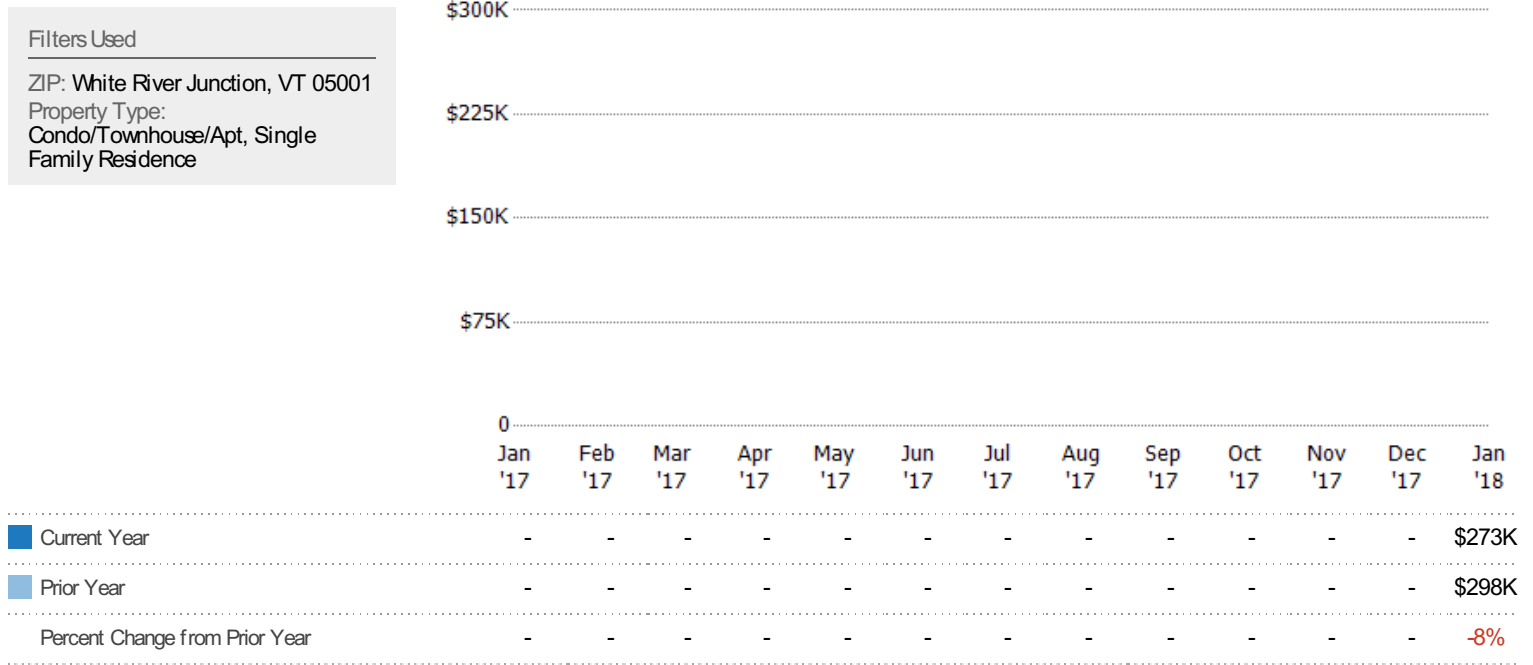 Filters Used
ZIP: White River Junction, VT 05001
Property Type:
Condo/Townhouse/Apt, Single
Family Residence
$300K
$225K
$150K
$75K
0
Jan Feb Mar Apr May Jun Jul Aug Sep Oct Nov Dec Jan
'17 '17 '17 '17 '17 '17 '17 '17 '17 '17 '17 '17 '18
Current Year - - - - - - - - - - - - $273K
Prior Year - - - - - - - - - - - - $298K
Percent Change from Prior Year - - - - - - - - - - - - -8%